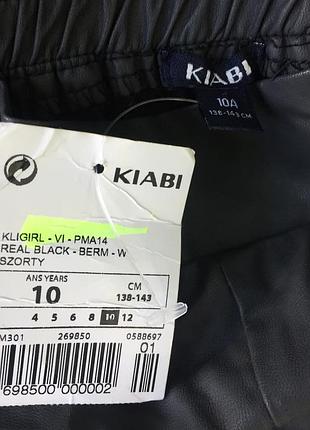 KIABI
10A
138-143 CM
KIABI
KLIGIRL - VI - PMA14
REAL BLACK - BERM - W
SZORTY
ANS YEARS
CM
10
138-143
4 5 6 8 10 12
M301 269850 05BB697
01
698500 000002